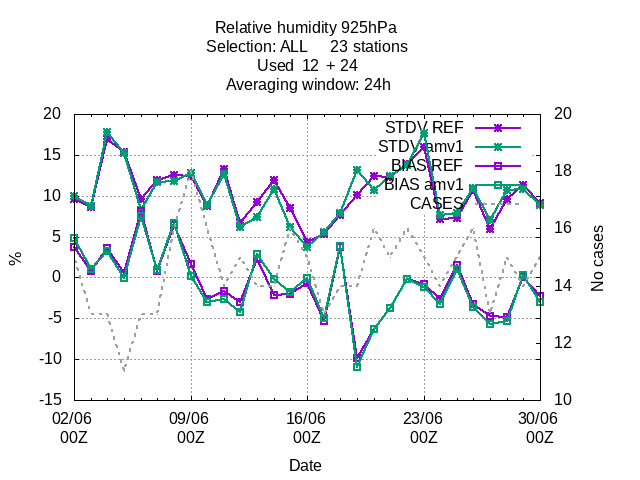 Relative humidity 925hPa
Selection: ALL 23 stations
Used 12 + 24
Averaging window: 24h
20 20
STDV REF
STDV amv1
BIAS REF
BIAS amv1
CASES
15
10
5
0
-5
-10
-15
18
16
14
12
10
%
No cases
02/06 09/06 16/06 23/06 30/06
00Z 00Z 00Z 00Z 00Z
Date